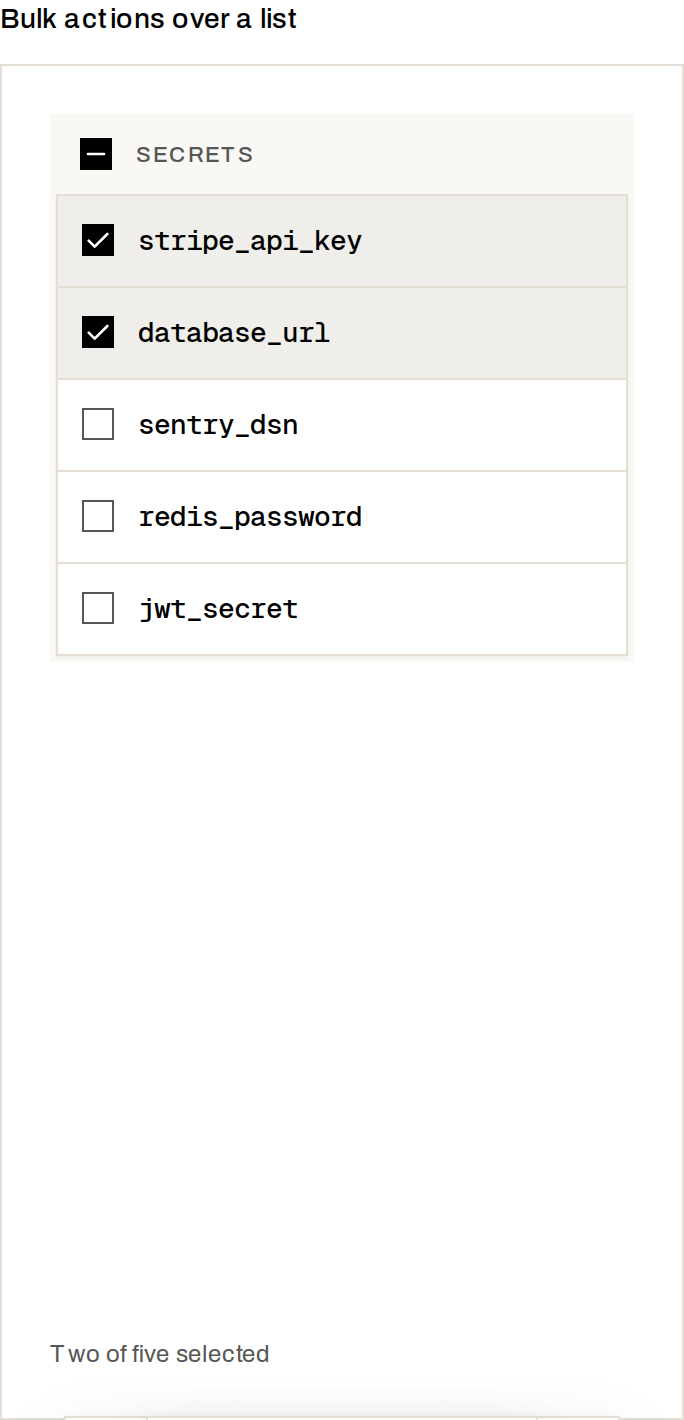 Bulk actions over a list
SECRETS
stripe_api_key
database_url
sentry_dsn
redis_password
jwt_secret
Two of five selected